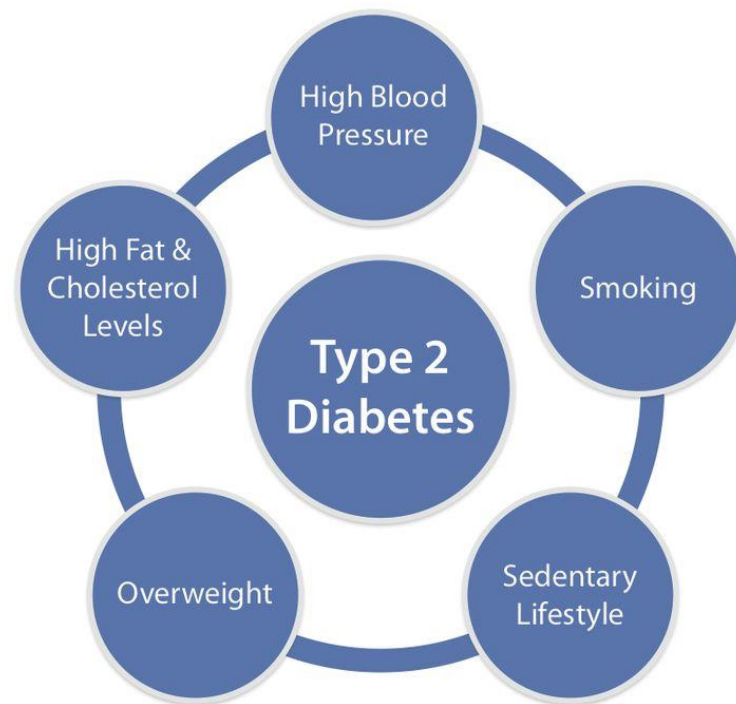 High Blood
Pressure
High Fat &
Cholesterol
Levels
Smoking
Type 2
Diabetes
Overweight
Sedentary
Lifestyle